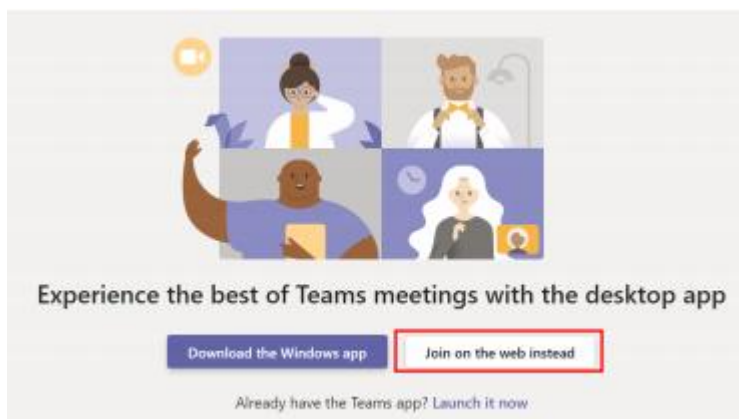 Experience the best of Teams meetings with the desktop app
Download the Windows app
Join on the web instead
Already have the Teams app? Launch it now